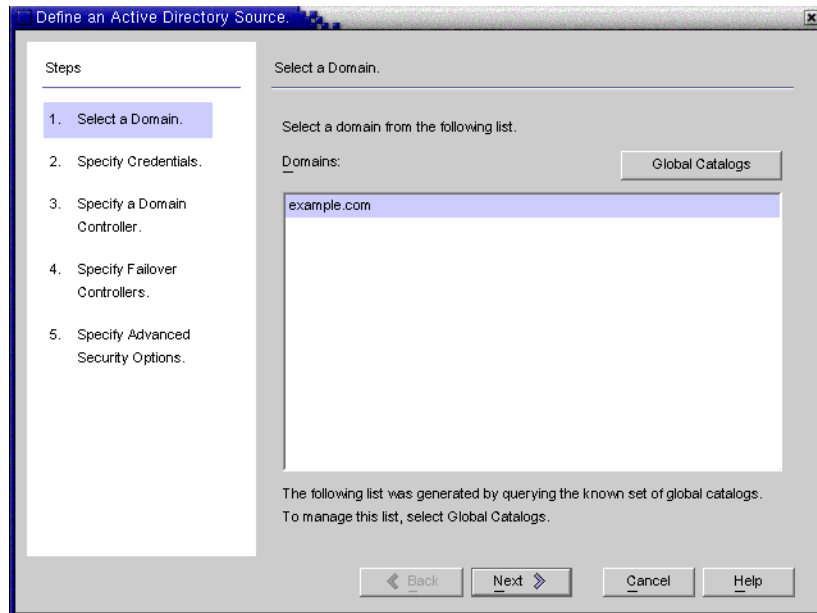 Define an Active Directory Source.
Steps
1. Select a Domain.
2. Specify Credentials.
3. Specify a Domain
Controller.
4. Specify Failover
Controllers.
5. Specify Advanced
Security Options.
Select a Domain.
Select a domain from the following list.
Domains:
Global Catalogs
example.com
The following list was generated by querying the known set of global catalogs.
To manage this list, select Global Catalogs.
Back
Next
Cancel
Help